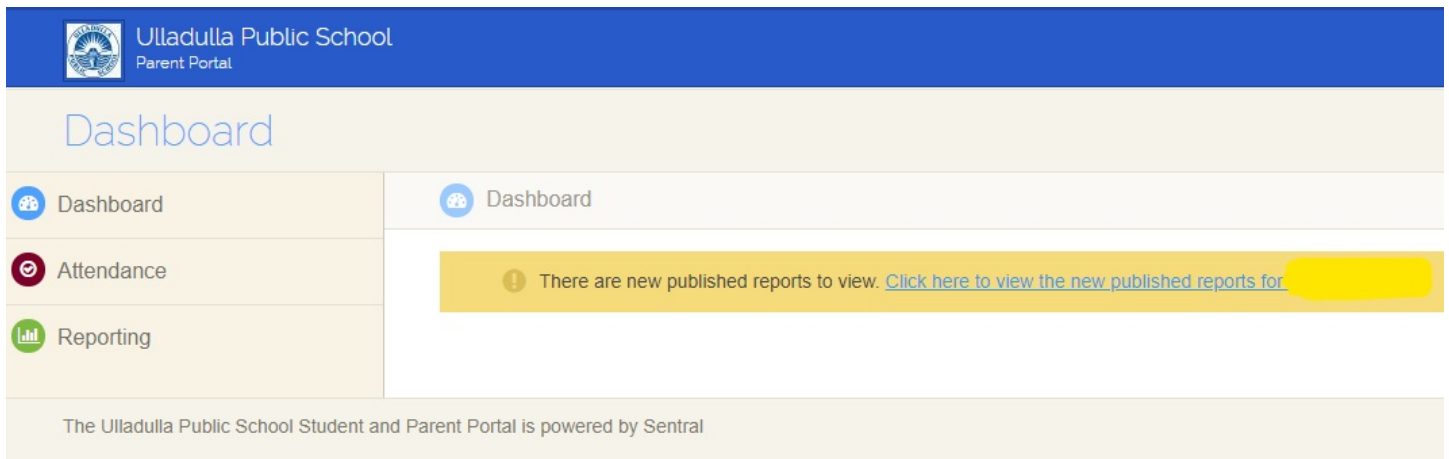 Ulladulla Public School
Parent Portal
Dashboard
Dashboard
Attendance
Reporting
Dashboard
There are new published reports to view. Click here to view the new published reports for
The Ulladulla Public School Student and Parent Portal is powered by Sentral